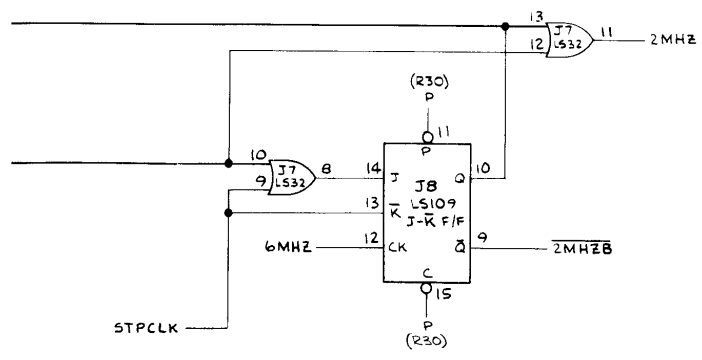 13
J7
LS32
11
2MHZ
12
(R30)
P
11
P
10
J7
LS32
8
9
14
J
Q
10
J8
LS109
J-K̅ F/F
13
K̅
6MHZ
12
CK
Q̅
9
2̅M̅H̅Z̅B̅
C
15
STPCLK
P
(R30)